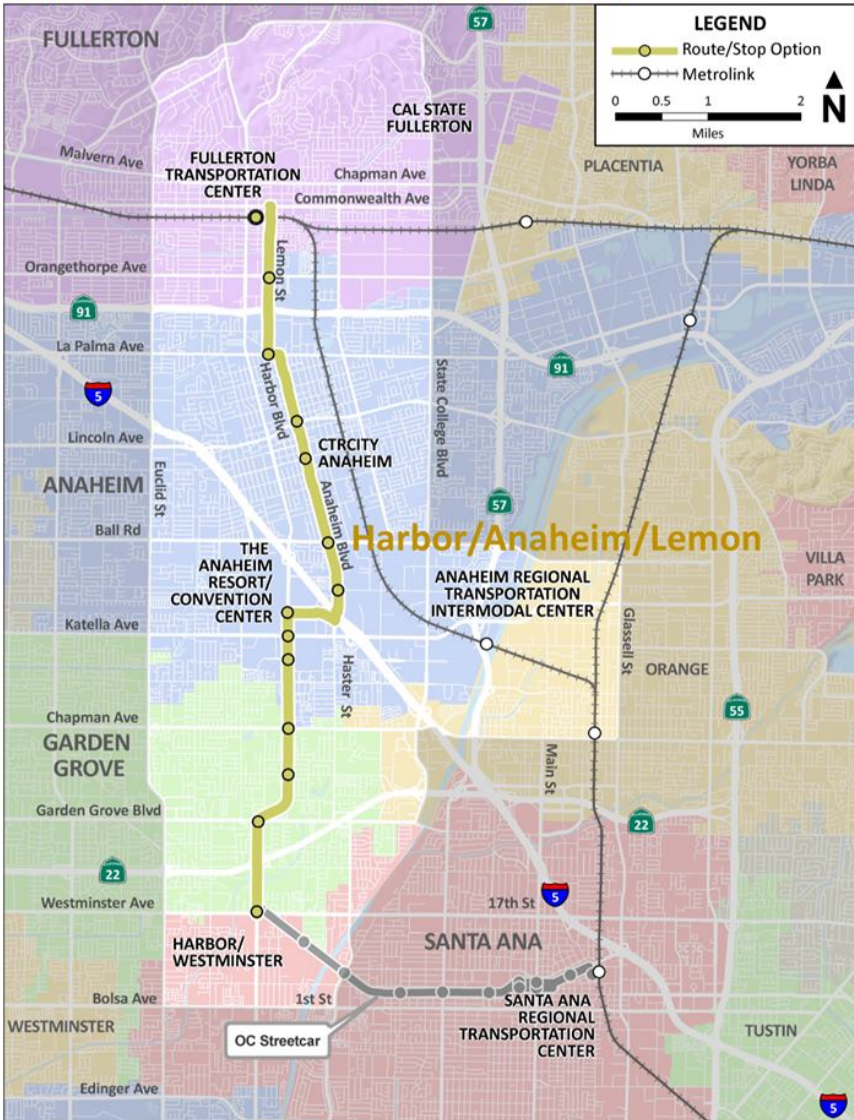 LEGEND
Route/Stop Option
Metrolink
0 0.5 1 2
Miles
N
57
FULLERTON
CAL STATE
FULLERTON
Malvern Ave
FULLERTON
TRANSPORTATION
CENTER
Chapman Ave
Commonwealth Ave
PLACENTIA
YORBA
LINDA
Lemon St
Orangethorpe Ave
91
La Palma Ave
Harbor Blvd
State College Blvd
91
5
Lincoln Ave
CTRCITY
ANAHEIM
Euclid St
ANAHEIM
Anaheim Blvd
57
Ball Rd
Harbor/Anaheim/Lemon
THE
ANAHEIM
RESORT/
CONVENTION
CENTER
ANAHEIM REGIONAL
TRANSPORTATION
INTERMODAL CENTER
VILLA
PARK
Katella Ave
Glassell St
Haster St
ORANGE
Chapman Ave
55
GARDEN
GROVE
Main St
Garden Grove Blvd
22
22
Westminster Ave
17th St
5
HARBOR/
WESTMINSTER
SANTA ANA
Bolsa Ave
1st St
WESTMINSTER
OC Streetcar
SANTA ANA
REGIONAL
TRANSPORTATION
CENTER
TUSTIN
Edinger Ave
5